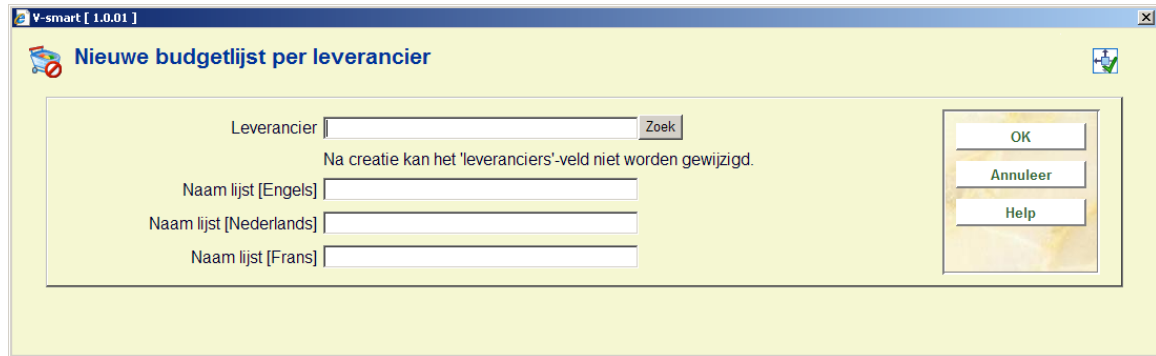 V-smart [ 1.0.01 ]
Nieuwe budgetlijst per leverancier
Leverancier Zoek
Na creatie kan het 'leveranciers'-veld niet worden gewijzigd.
Naam lijst [Engels]
Naam lijst [Nederlands]
Naam lijst [Frans]
OK
Annuleer
Help